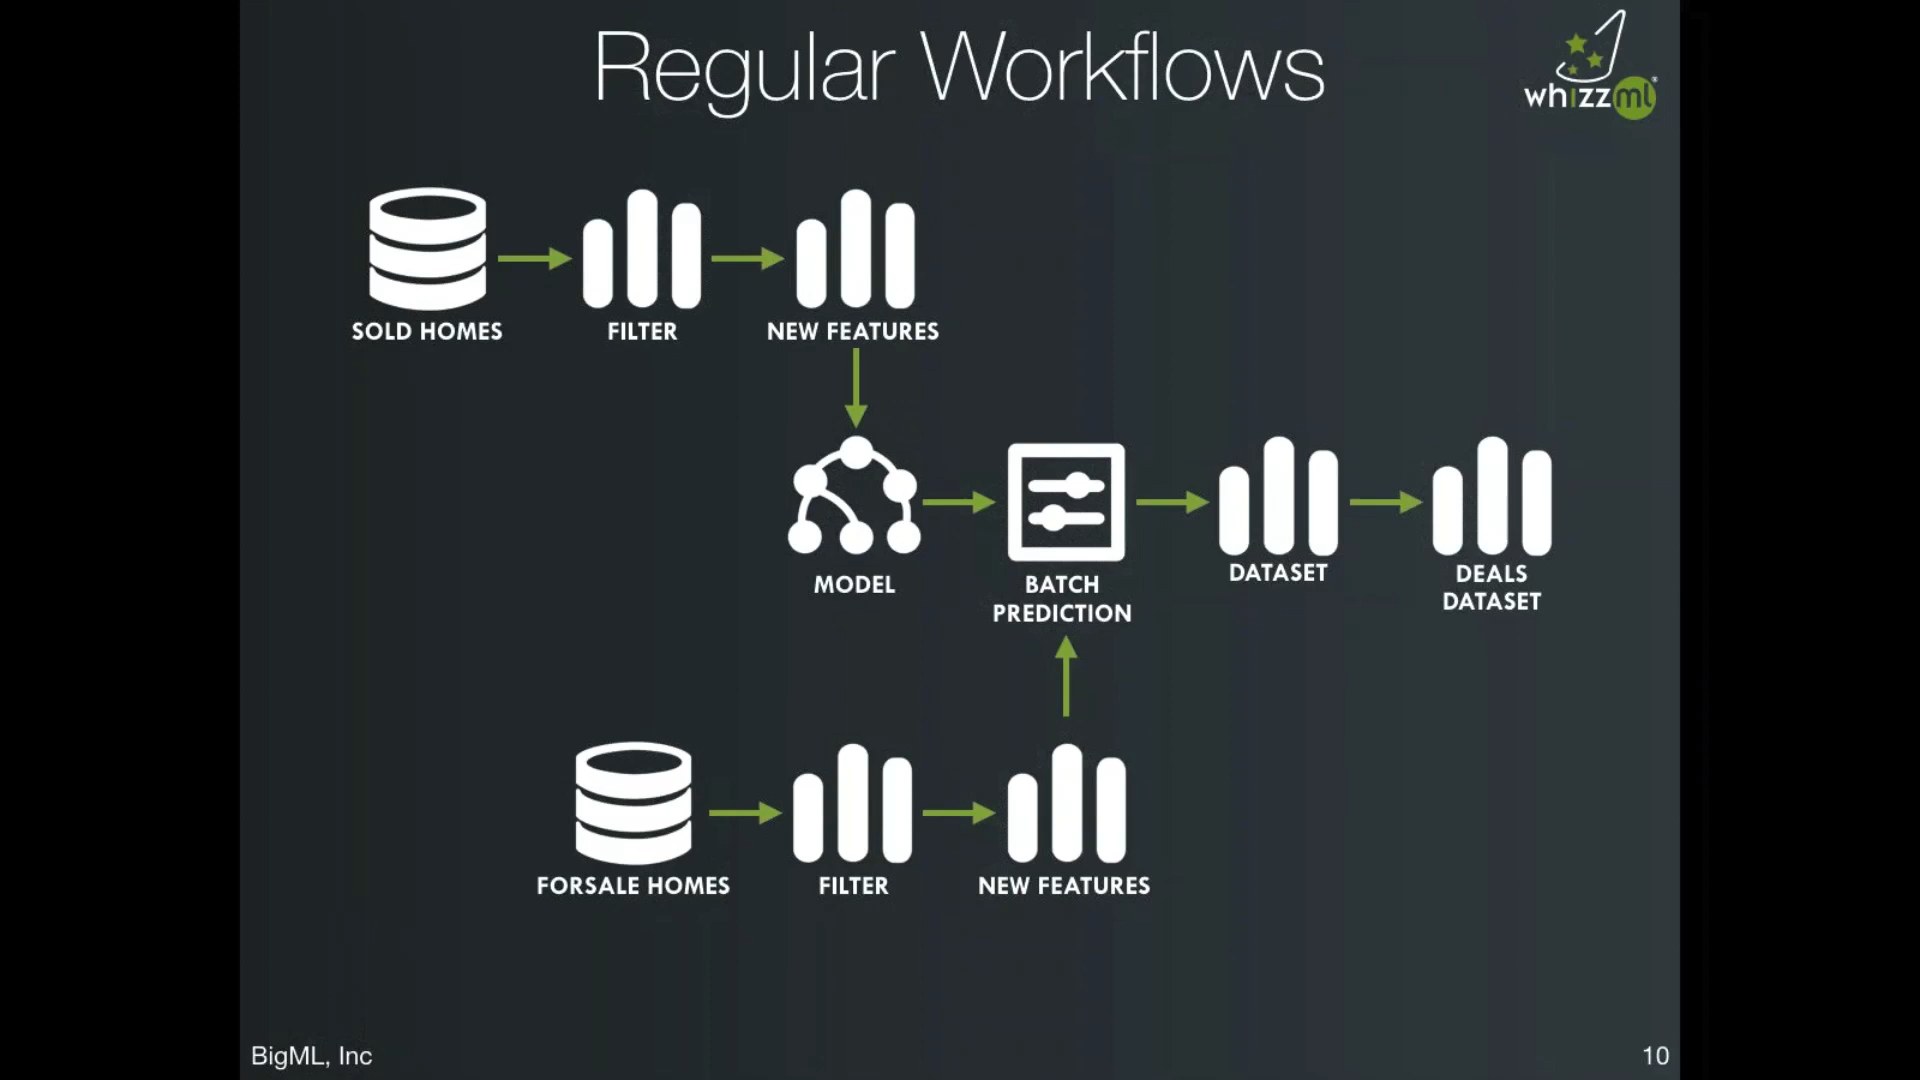 Regular Workflows
whizzml
SOLD HOMES
FILTER
NEW FEATURES
MODEL
BATCH
PREDICTION
DATASET
DEALS
DATASET
FORSALE HOMES
FILTER
NEW FEATURES
BigML, Inc
10